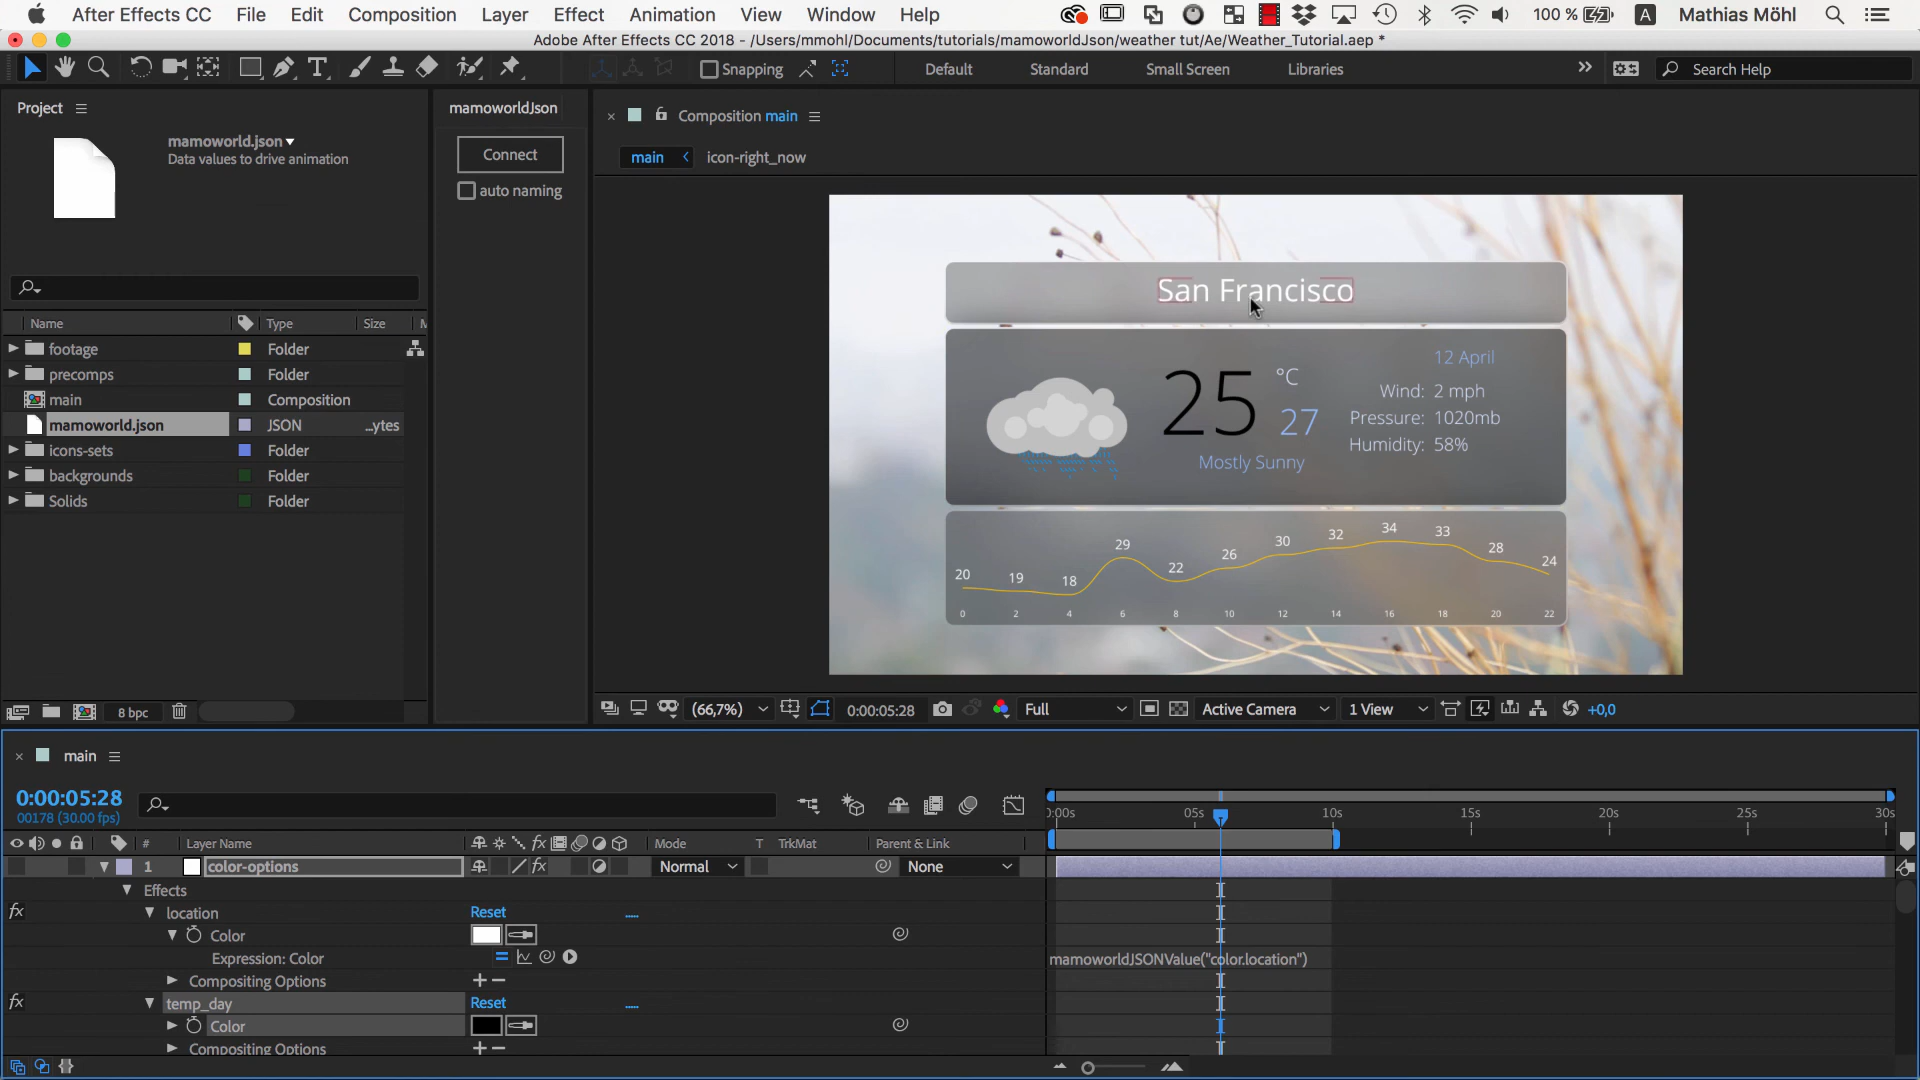 After Effects CC File Edit Composition Layer Effect Animation View Window Help 100 % A Mathias Möhl
Adobe After Effects CC 2018 - /Users/mmohl/Documents/tutorials/mamoworldJson/weather tut/Ae/Weather_Tutorial.aep *
Snapping Default Standard Small Screen Libraries Search Help
Project
mamoworld.json
Data values to drive animation
Name Type Size
footage Folder
precomps Folder
main Composition
mamoworld.json JSON ...ytes
icons-sets Folder
backgrounds Folder
Solids Folder
8 bpc
mamoworldJson
Connect
auto naming
Composition main
main icon-right_now
San Francisco
25 °C 27
Mostly Sunny
12 April
Wind: 2 mph
Pressure: 1020mb
Humidity: 58%
20 19 18 29 22 26 30 32 34 33 28 24
0 2 4 6 8 10 12 14 16 18 20 22
(66,7%) 0:00:05:28 Full Active Camera 1 View +0,0
main
0:00:05:28
00178 (30.00 fps)
0:00s 05s 10s 15s 20s 25s 30s
# Layer Name Mode T TrkMat Parent & Link
1 color-options Normal None
Effects
fx location Reset
Color
Expression: Color mamoworldJSONValue("color.location")
Compositing Options
fx temp_day Reset
Color
Compositing Options